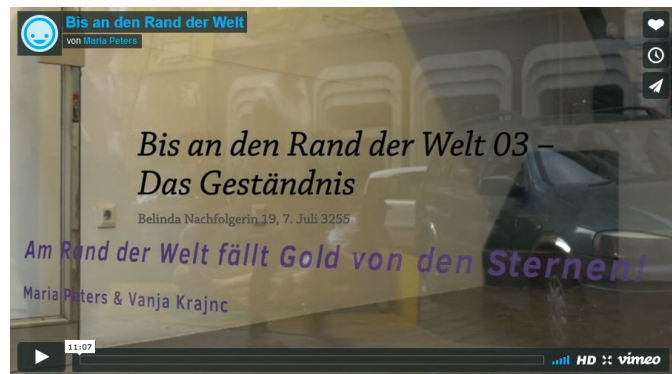 Bis an den Rand der Welt
von Maria Peters
Bis an den Rand der Welt 03 –
Das Geständnis
Belinda Nachfolgerin 19, 7. Juli 3255
Am Rand der Welt fällt Gold von den Sternen!
Maria Peters & Vanja Krajnc
11:07
HD vimeo